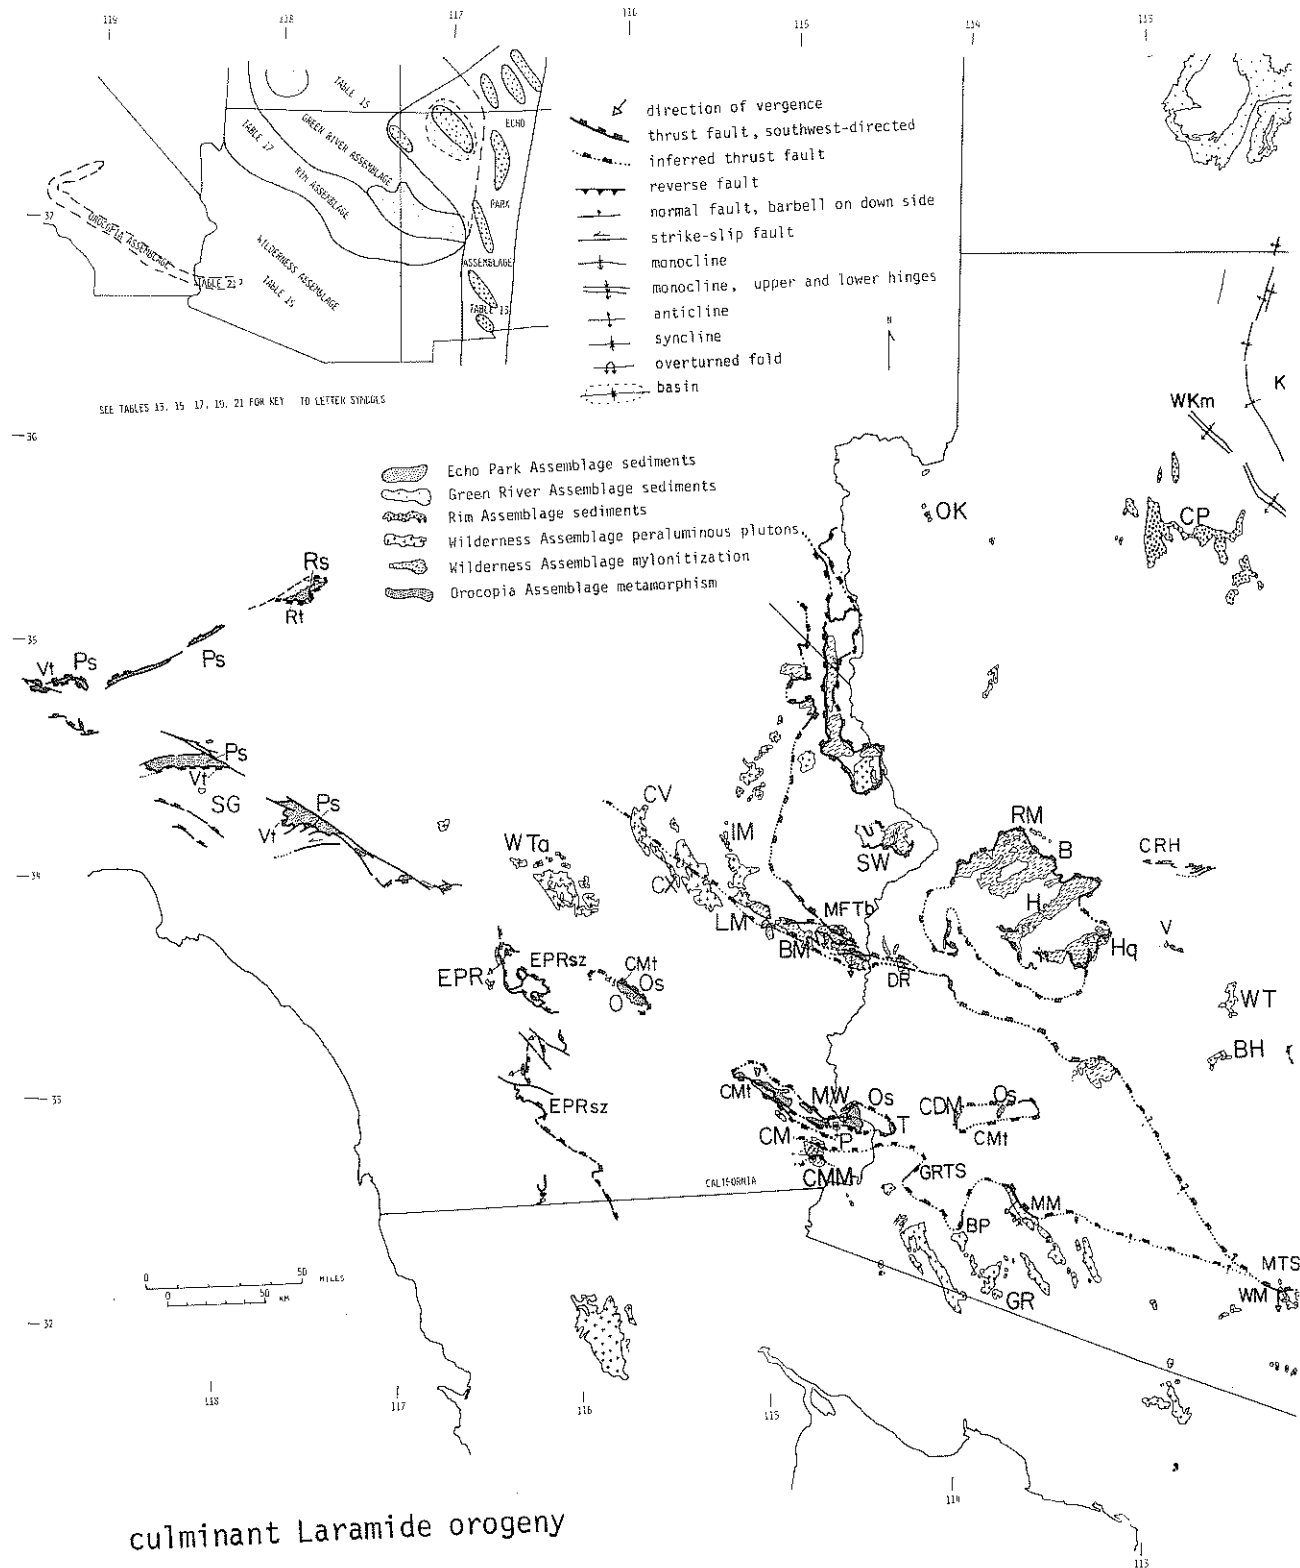 119
118
117
116
115
114
113
TABLE 15
ECHO
GREEN RIVER ASSEMBLAGE
TABLE 17
RIM ASSEMBLAGE
PARK
37
OROCOPIA ASSEMBLAGE
WILDERNESS ASSEMBLAGE
ASSEMBLAGE
TABLE 13
direction of vergence
thrust fault, southwest-directed
inferred thrust fault
reverse fault
normal fault, barbell on down side
strike-slip fault
monocline
monocline, upper and lower hinges
anticline
syncline
overturned fold
basin
N
SEE TABLES 13, 15 17, 19, 21 FOR KEY TO LETTER SYMBOLS
K
WKm
36
Echo Park Assemblage sediments
Green River Assemblage sediments
Rim Assemblage sediments
Wilderness Assemblage peraluminous plutons
Wilderness Assemblage mylonitization
Orocopia Assemblage metamorphism
OK
CP
Rs
Rt
35
Vt Ps
Ps
Ps
Vt
SG
Ps
Vt
CV
IM
RM
B
CRH
SW
WTa
34
CX
H
LM
MFTb
BM
V
Hq
EPR
EPRsz
CMt
Os
O
DR
WT
BH
33
EPRsz
CMt
MW
Os
CDM
Os
T
CM
P
CMt
CMM
GRTS
CALIFORNIA
MM
BP
MTS
WM
GR
0 50 MILES
0 50 KM
32
118
117
116
115
114
113
culminant Laramide orogeny